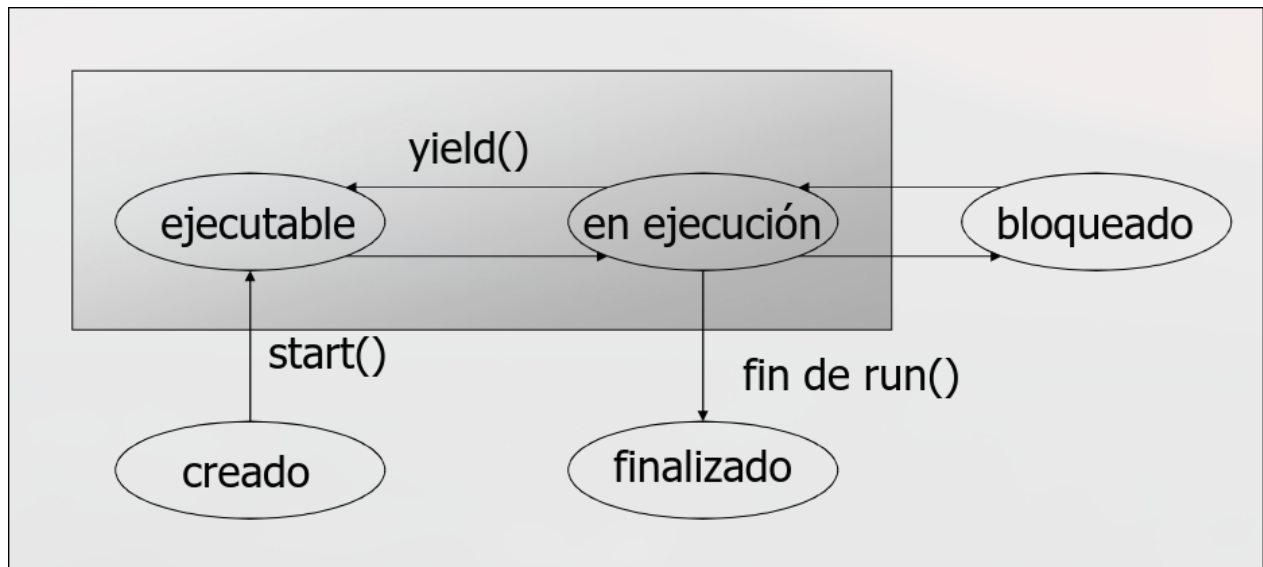 yield()
ejecutable
en ejecución
bloqueado
start()
fin de run()
creado
finalizado